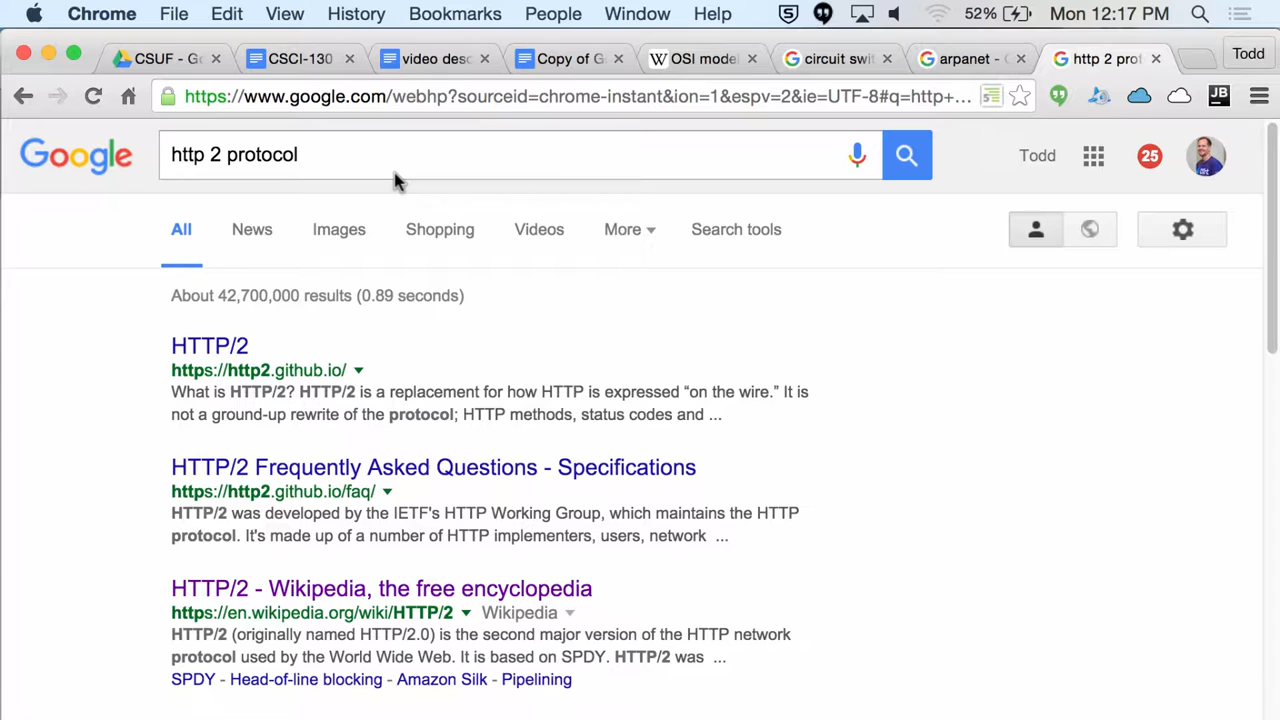 Chrome File Edit View History Bookmarks People Window Help 52% Mon 12:17 PM
CSUF - Go CSCI-130 video desc Copy of G W OSI model circuit swit arpanet - G http 2 prot Todd
https://www.google.com/webhp?sourceid=chrome-instant&ion=1&espv=2&ie=UTF-8#q=http+... JB
Google http 2 protocol Todd 25
All News Images Shopping Videos More Search tools
About 42,700,000 results (0.89 seconds)
HTTP/2
https://http2.github.io/
What is HTTP/2? HTTP/2 is a replacement for how HTTP is expressed “on the wire.” It is
not a ground-up rewrite of the protocol; HTTP methods, status codes and ...
HTTP/2 Frequently Asked Questions - Specifications
https://http2.github.io/faq/
HTTP/2 was developed by the IETF's HTTP Working Group, which maintains the HTTP
protocol. It's made up of a number of HTTP implementers, users, network ...
HTTP/2 - Wikipedia, the free encyclopedia
https://en.wikipedia.org/wiki/HTTP/2 Wikipedia
HTTP/2 (originally named HTTP/2.0) is the second major version of the HTTP network
protocol used by the World Wide Web. It is based on SPDY. HTTP/2 was ...
SPDY - Head-of-line blocking - Amazon Silk - Pipelining